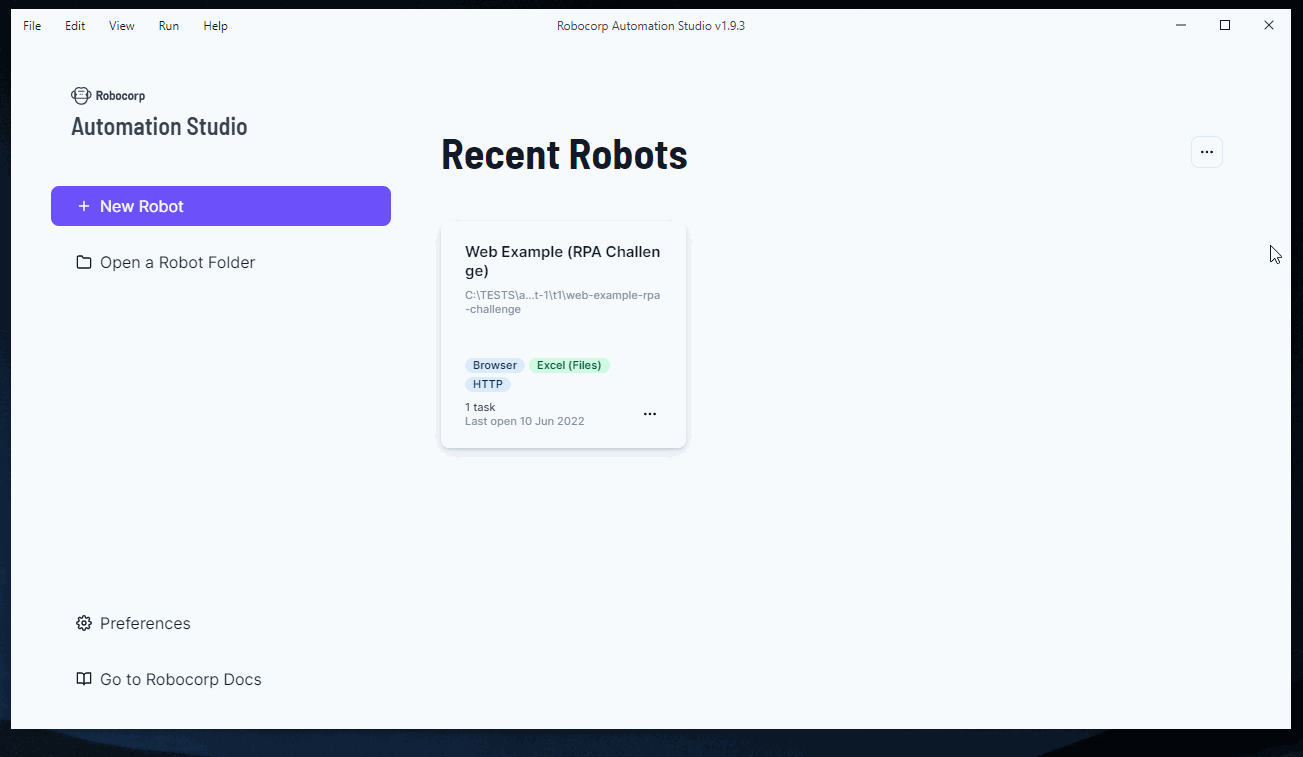 File Edit View Run Help Robocorp Automation Studio v1.9.3
Robocorp
Automation Studio
Recent Robots
+ New Robot
Open a Robot Folder
Web Example (RPA Challen
ge)
C:\TESTS\a...t-1\t1\web-example-rpa
-challenge
Browser Excel (Files)
HTTP
1 task
Last open 10 Jun 2022
Preferences
Go to Robocorp Docs